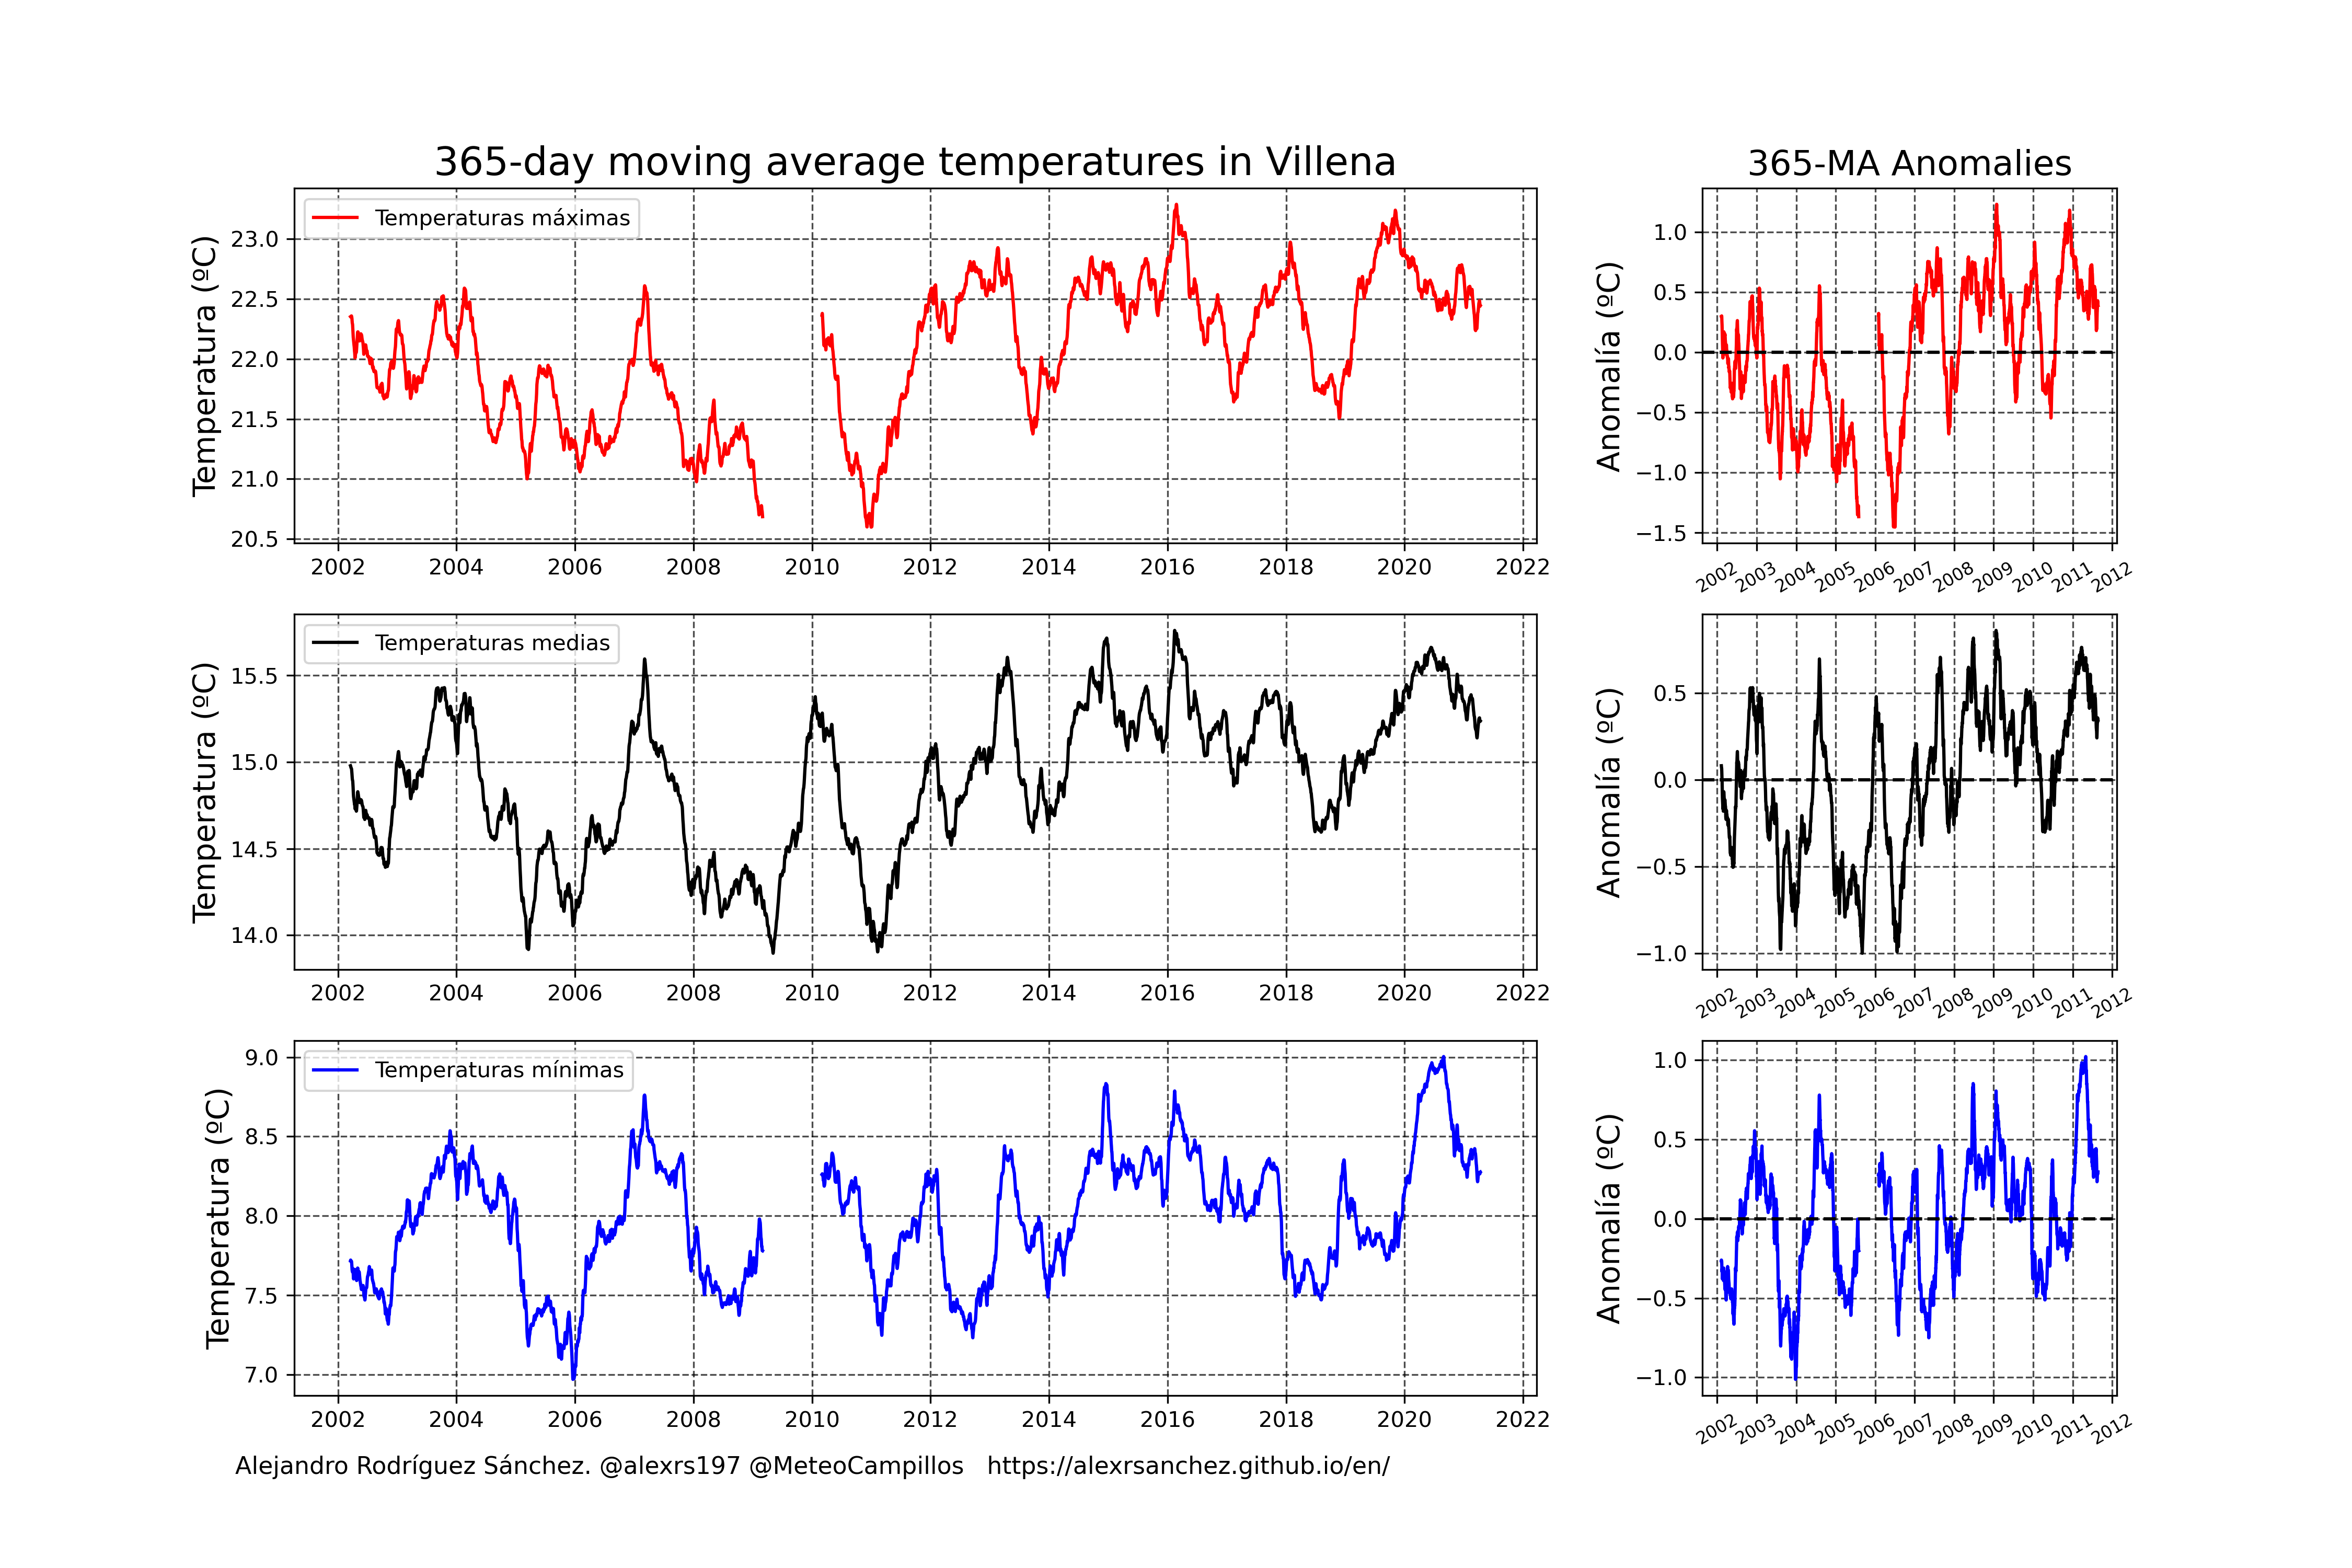 365-day moving average temperatures in Villena
365-MA Anomalies
Temperaturas máximas
Temperatura (ºC)
23.0
22.5
22.0
21.5
21.0
20.5
2002 2004 2006 2008 2010 2012 2014 2016 2018 2020 2022
Anomalía (ºC)
1.0
0.5
0.0
−0.5
−1.0
−1.5
2002 2003 2004 2005 2006 2007 2008 2009 2010 2011 2012
Temperaturas medias
Temperatura (ºC)
15.5
15.0
14.5
14.0
2002 2004 2006 2008 2010 2012 2014 2016 2018 2020 2022
Anomalía (ºC)
0.5
0.0
−0.5
−1.0
2002 2003 2004 2005 2006 2007 2008 2009 2010 2011 2012
Temperaturas mínimas
Temperatura (ºC)
9.0
8.5
8.0
7.5
7.0
2002 2004 2006 2008 2010 2012 2014 2016 2018 2020 2022
Anomalía (ºC)
1.0
0.5
0.0
−0.5
−1.0
2002 2003 2004 2005 2006 2007 2008 2009 2010 2011 2012
Alejandro Rodríguez Sánchez. @alexrs197 @MeteoCampillos https://alexrsanchez.github.io/en/